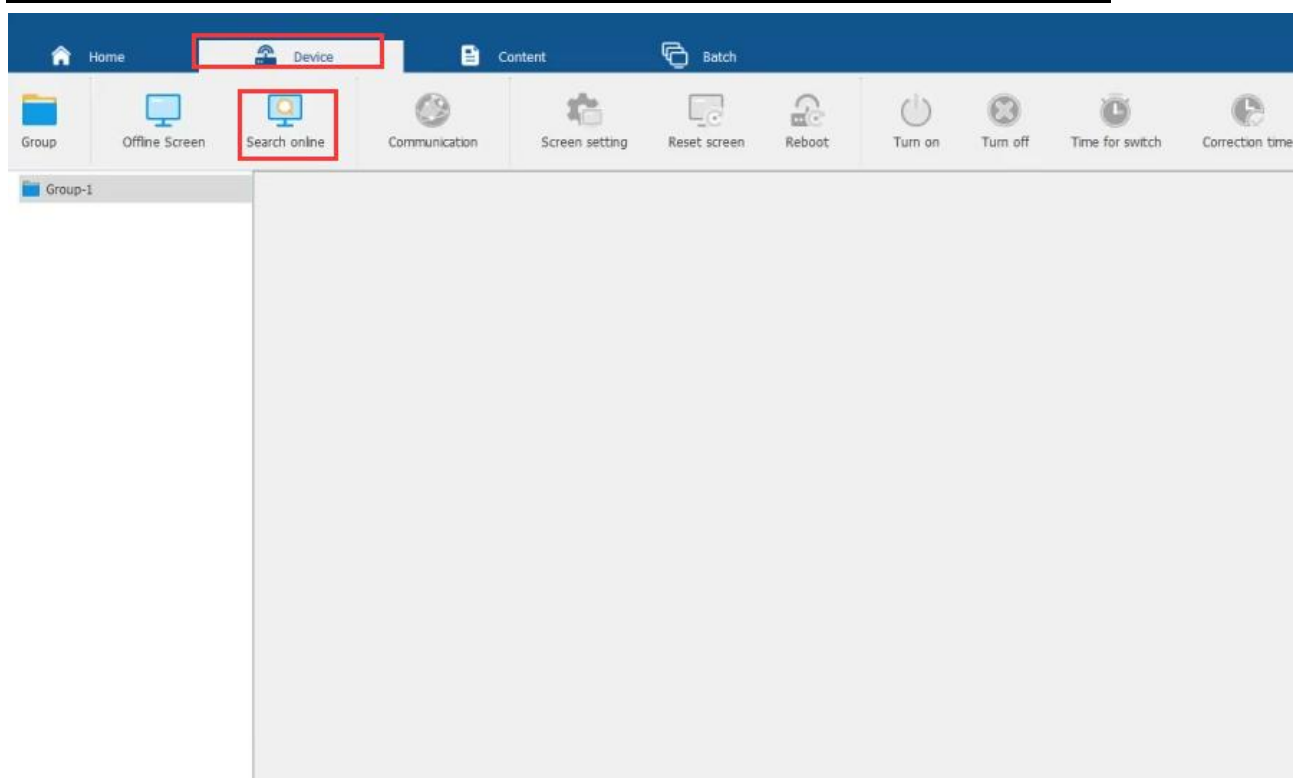 Home Device Content Batch
Group Offline Screen Search online Communication Screen setting Reset screen Reboot Turn on Turn off Time for switch Correction time
Group-1